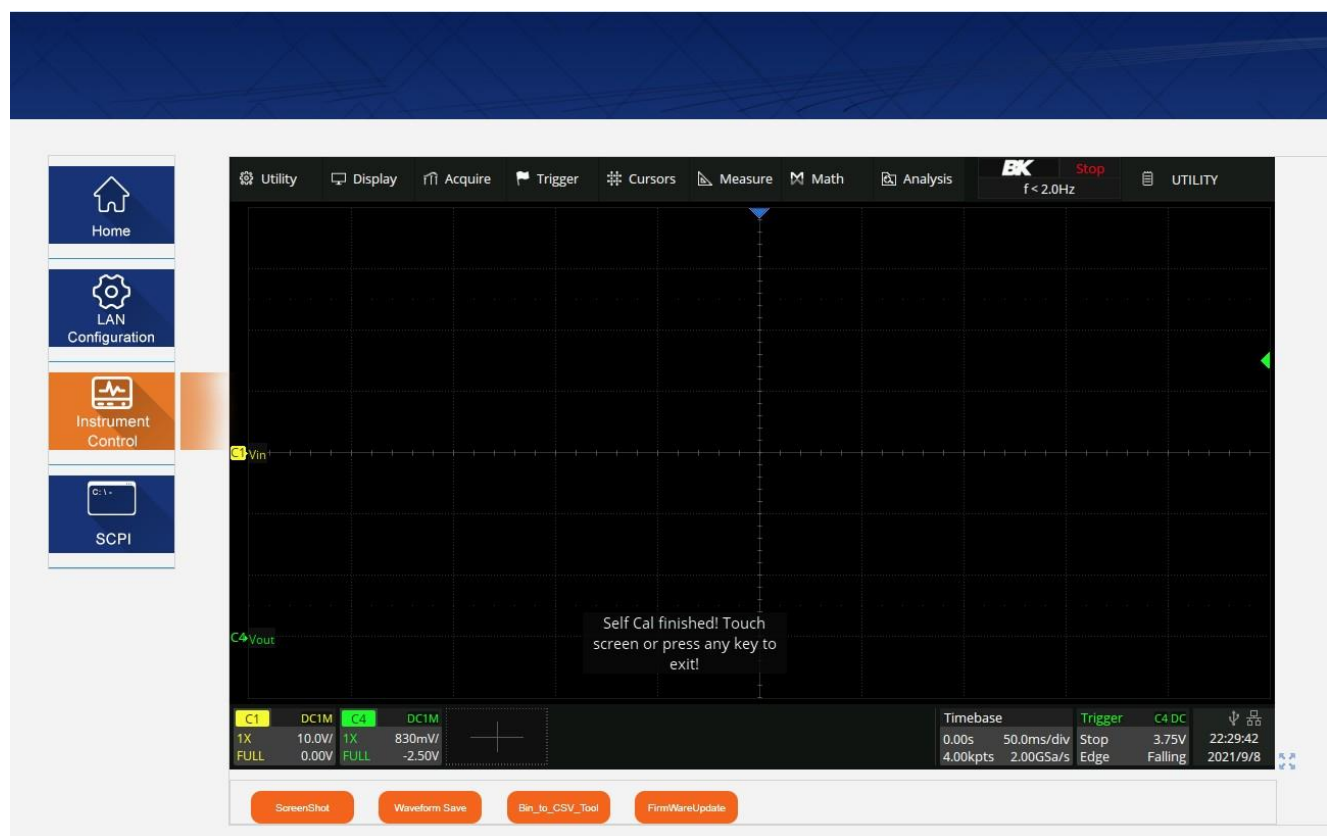 Home
LAN
Configuration
Instrument
Control
C:\-
SCPI
Utility Display Acquire Trigger Cursors Measure Math Analysis BK Stop UTILITY
f < 2.0Hz
C1 Vin
C4 Vout
Self Cal finished! Touch
screen or press any key to
exit!
C1 DC1M C4 DC1M Timebase Trigger C4 DC
1X 10.0V/ 1X 830mV/ 0.00s 50.0ms/div Stop 3.75V 22:29:42
FULL 0.00V FULL -2.50V 4.00kpts 2.00GSa/s Edge Falling 2021/9/8
ScreenShot Waveform Save Bin_to_CSV_Tool FirmWareUpdate